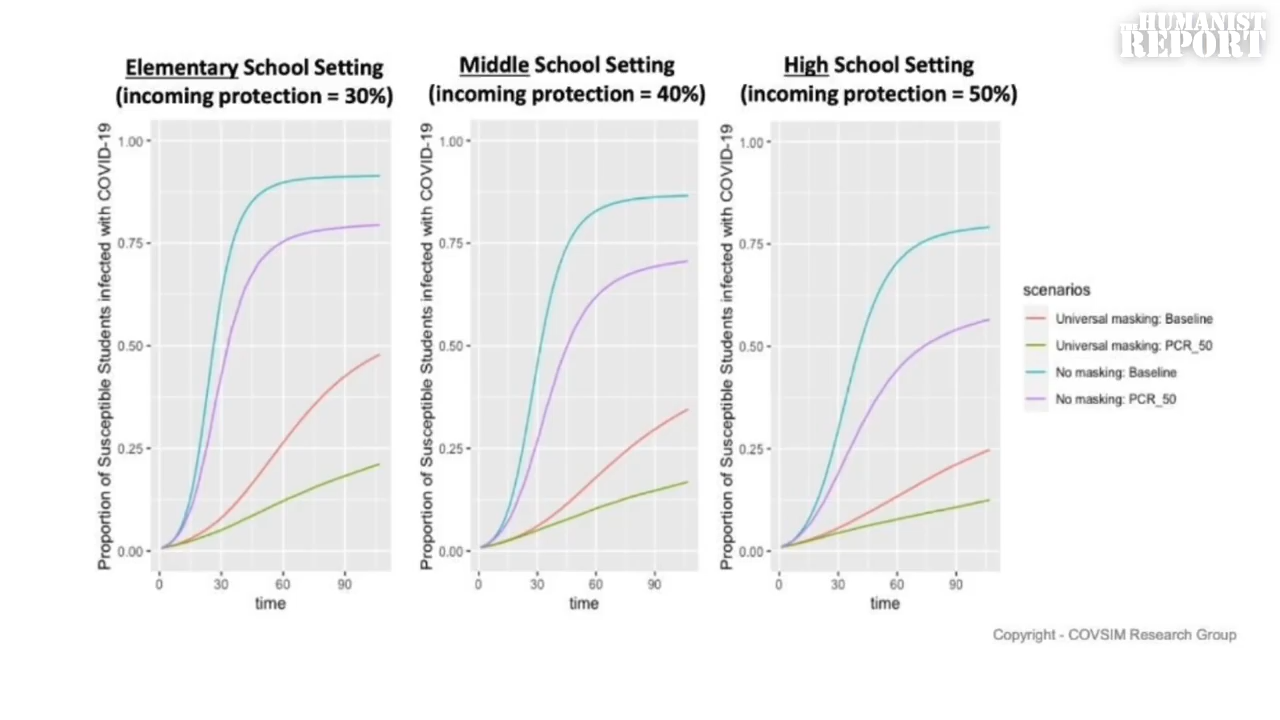 THE HUMANIST
REPORT
Elementary School Setting
(incoming protection = 30%)
Proportion of Susceptible Students infected with COVID-19
1.00
0.75
0.50
0.25
0.00
0 30 60 90
time
Middle School Setting
(incoming protection = 40%)
Proportion of Susceptible Students infected with COVID-19
1.00
0.75
0.50
0.25
0.00
0 30 60 90
time
High School Setting
(incoming protection = 50%)
Proportion of Susceptible Students infected with COVID-19
1.00
0.75
0.50
0.25
0.00
0 30 60 90
time
scenarios
Universal masking: Baseline
Universal masking: PCR_50
No masking: Baseline
No masking: PCR_50
Copyright - COVSIM Research Group